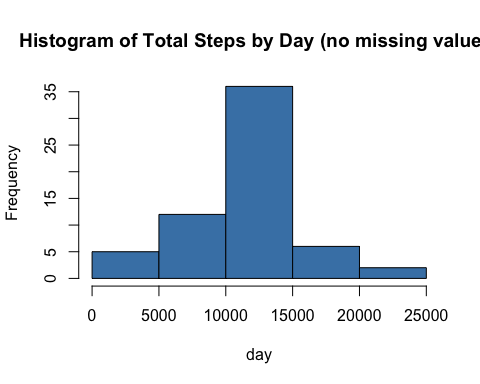 Histogram of Total Steps by Day (no missing value
35
25
15
5
0
Frequency
0 5000 10000 15000 20000 25000
day